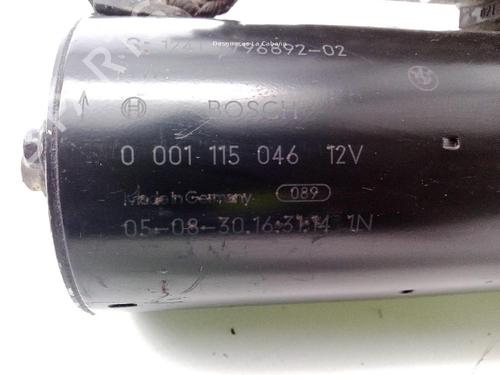 Desguaces La Cabaña
96892-02
BOSCH
0 001 115 046 12V
Made in Germany 089
05-08-30.16:31:14 1N